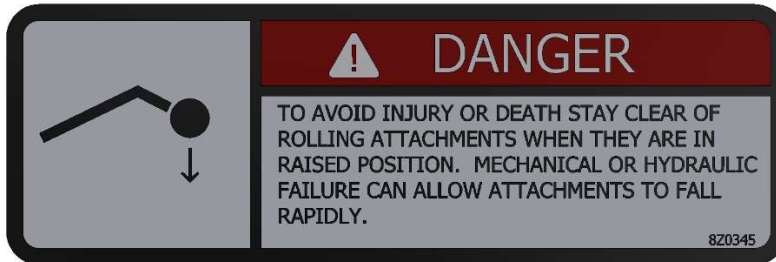 DANGER
TO AVOID INJURY OR DEATH STAY CLEAR OF
ROLLING ATTACHMENTS WHEN THEY ARE IN
RAISED POSITION. MECHANICAL OR HYDRAULIC
FAILURE CAN ALLOW ATTACHMENTS TO FALL
RAPIDLY.
8Z0345